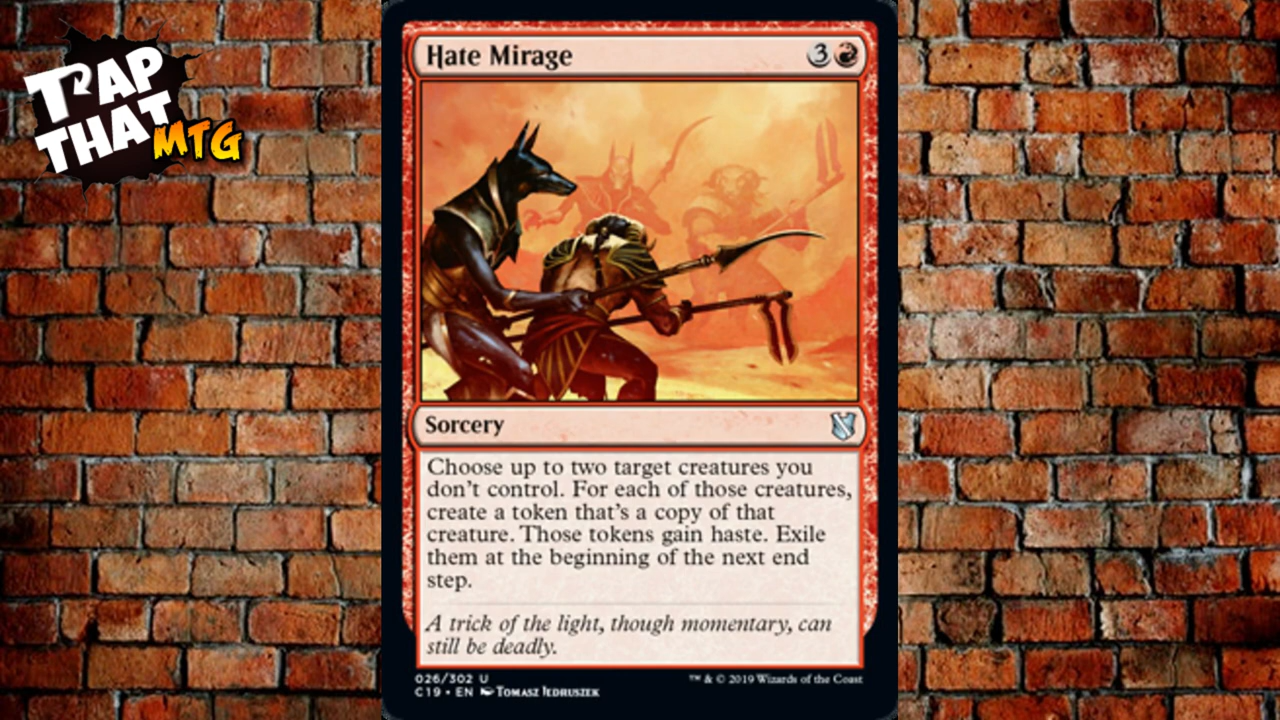 TRAP
THAT
MTG
Hate Mirage
3
Sorcery
Choose up to two target creatures you
don't control. For each of those creatures,
create a token that's a copy of that
creature. Those tokens gain haste. Exile
them at the beginning of the next end
step.
A trick of the light, though momentary, can
still be deadly.
026/302 U
C19 • EN Tomasz Jedruszek
™ & © 2019 Wizards of the Coast